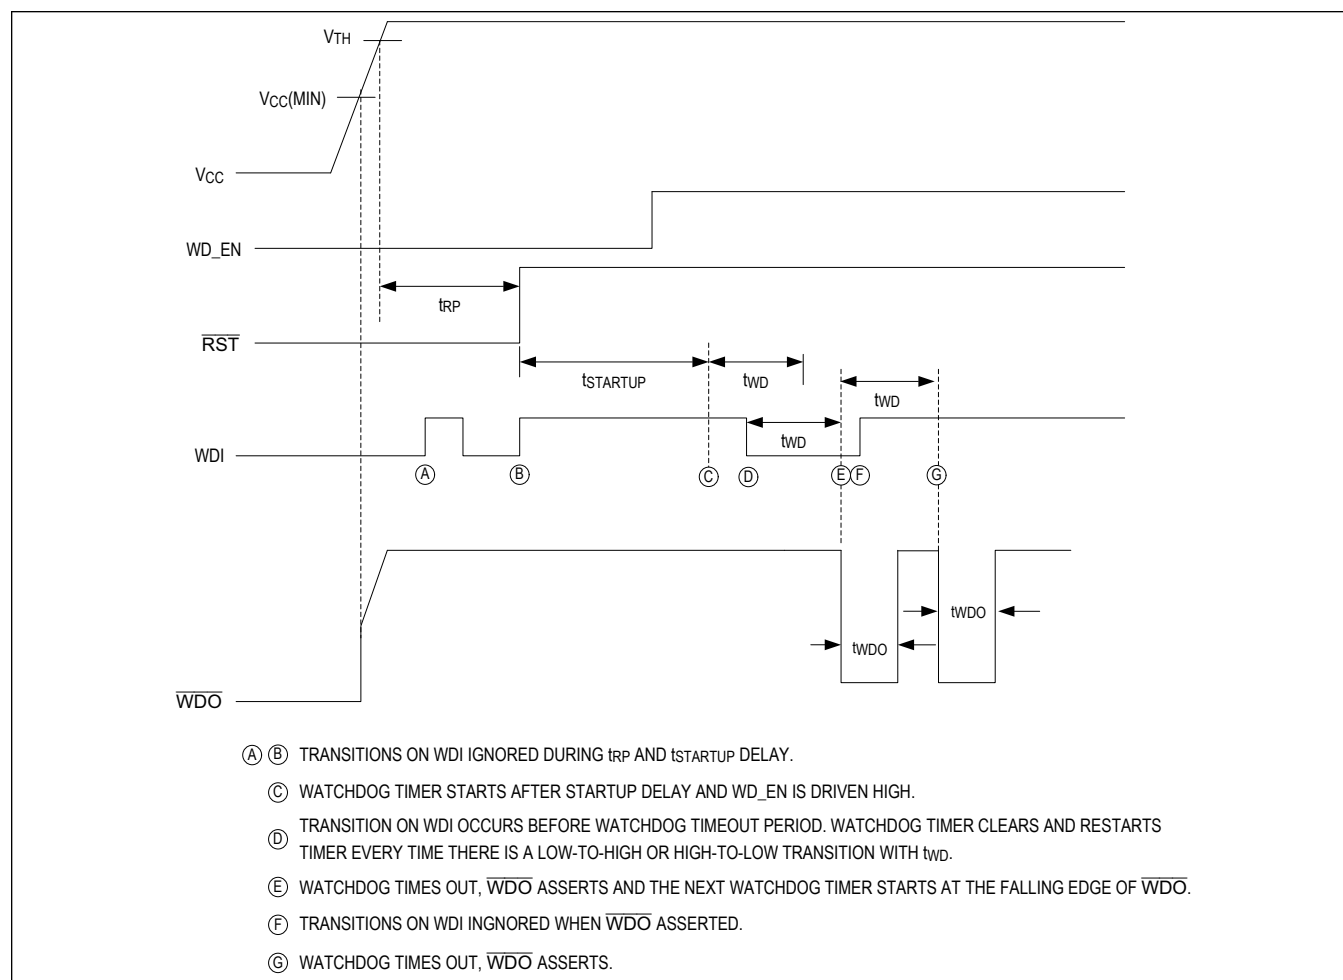 VTH
VCC(MIN)
VCC
WD_EN
tRP
RST
tSTARTUP
tWD
tWD
tWD
WDI
A
B
C
D
E
F
G
tWDO
tWDO
WDO
A B TRANSITIONS ON WDI IGNORED DURING tRP AND tSTARTUP DELAY.
C WATCHDOG TIMER STARTS AFTER STARTUP DELAY AND WD_EN IS DRIVEN HIGH.
D TRANSITION ON WDI OCCURS BEFORE WATCHDOG TIMEOUT PERIOD. WATCHDOG TIMER CLEARS AND RESTARTS
TIMER EVERY TIME THERE IS A LOW-TO-HIGH OR HIGH-TO-LOW TRANSITION WITH tWD.
E WATCHDOG TIMES OUT, WDO ASSERTS AND THE NEXT WATCHDOG TIMER STARTS AT THE FALLING EDGE OF WDO.
F TRANSITIONS ON WDI INGNORED WHEN WDO ASSERTED.
G WATCHDOG TIMES OUT, WDO ASSERTS.